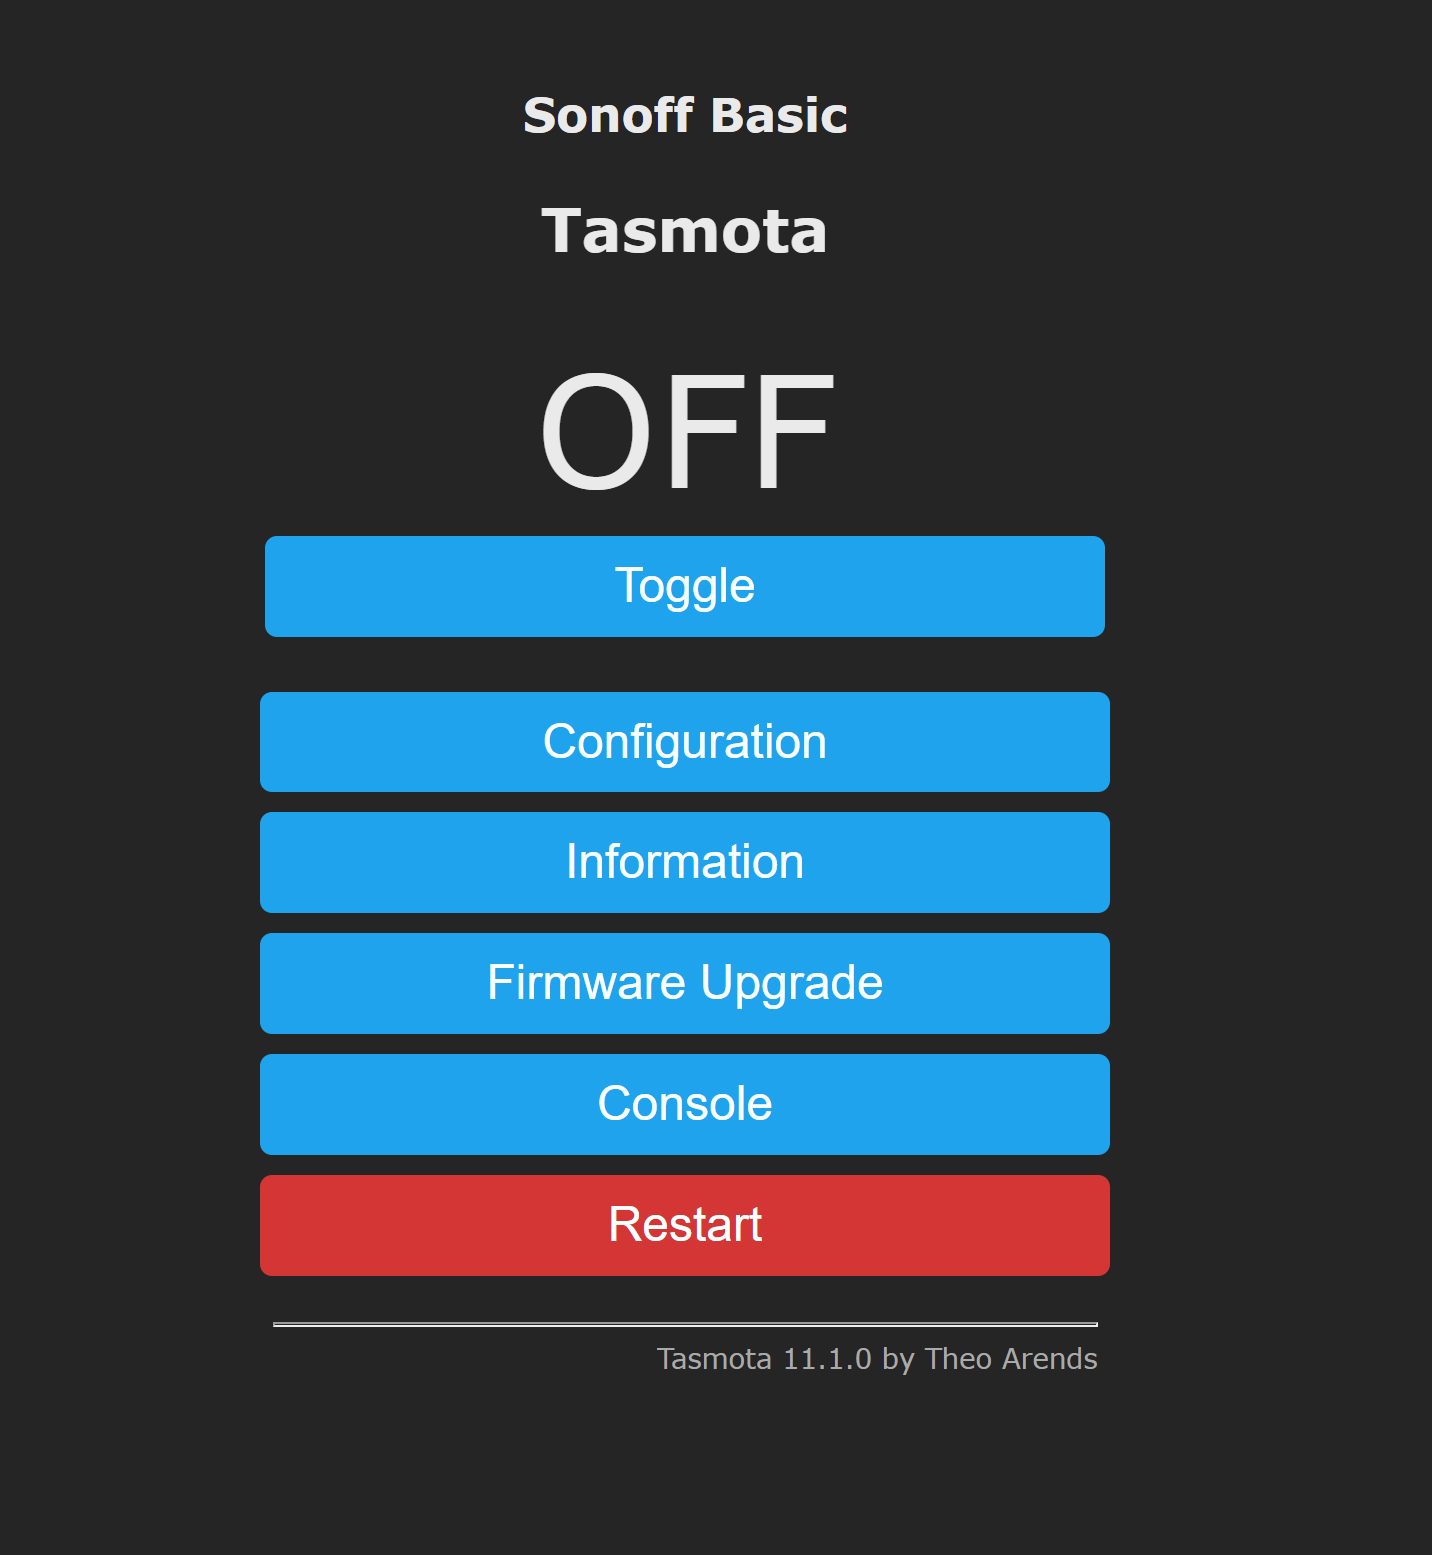 Sonoff Basic
Tasmota
OFF
Toggle
Configuration
Information
Firmware Upgrade
Console
Restart
Tasmota 11.1.0 by Theo Arends